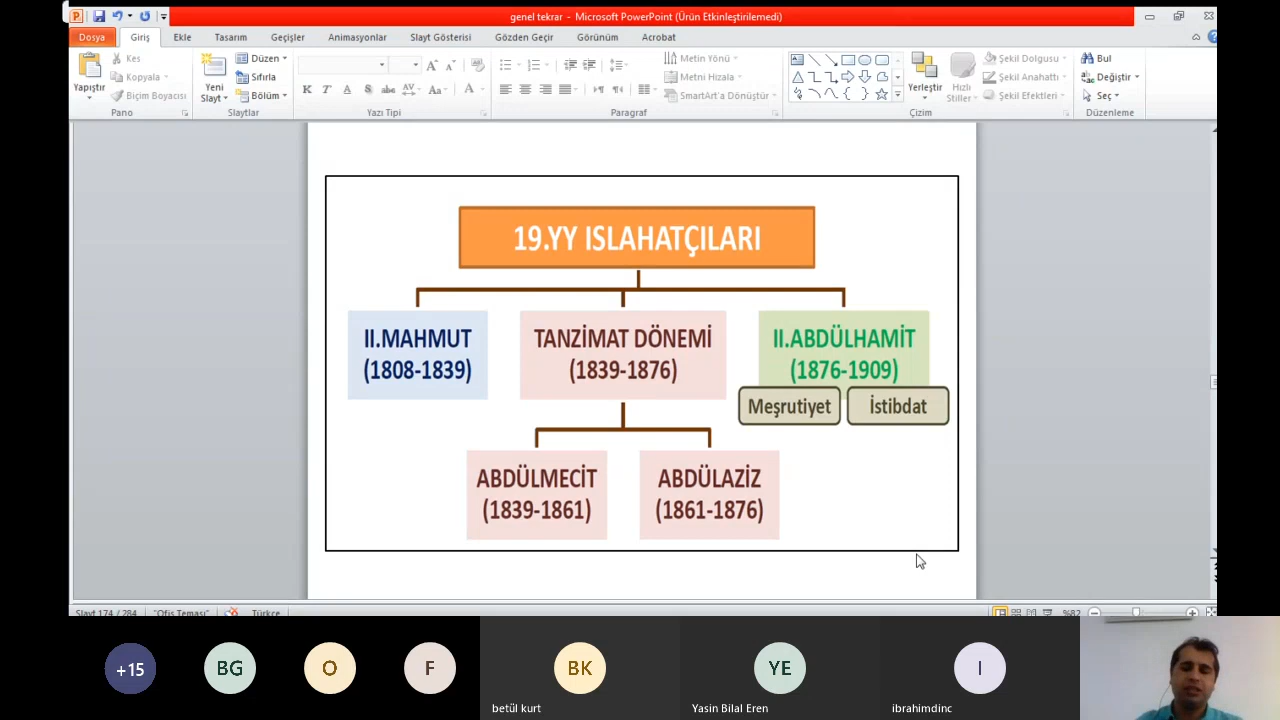 genel tekrar - Microsoft PowerPoint (Ürün Etkinleştirilemedi)
Dosya Giriş Ekle Tasarım Geçişler Animasyonlar Slayt Gösterisi Gözden Geçir Görünüm Acrobat
Yapıştır
Kes
Kopyala
Biçim Boyacısı
Pano
Yeni
Slayt
Düzen
Sıfırla
Bölüm
Slaytlar
K T A S abc AV Aa A
Yazı Tipi
Metin Yönü
Metni Hizala
SmartArt'a Dönüştür
Paragraf
Yerleştir
Hızlı
Stiller
Şekil Dolgusu
Şekil Anahattı
Şekil Efektleri
Çizim
Bul
Değiştir
Seç
Düzenleme
19.YY ISLAHATÇILARI
II.MAHMUT
(1808-1839)
TANZİMAT DÖNEMİ
(1839-1876)
II.ABDÜLHAMİT
(1876-1909)
Meşrutiyet
İstibdat
ABDÜLMECİT
(1839-1861)
ABDÜLAZİZ
(1861-1876)
Slayt 174 / 284 "Ofis Teması" Türkçe %82
+15 BG O F BK YE I
betül kurt Yasin Bilal Eren ibrahimdinc